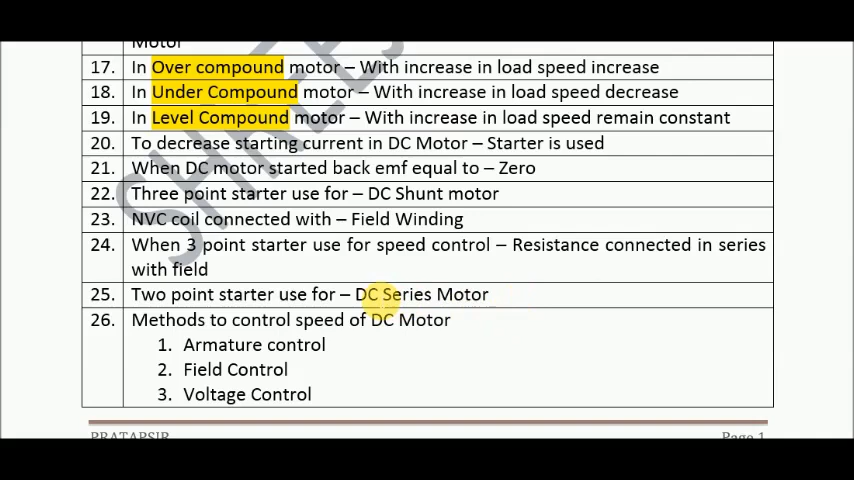 Motor
17. In Over compound motor – With increase in load speed increase
18. In Under Compound motor – With increase in load speed decrease
19. In Level Compound motor – With increase in load speed remain constant
20. To decrease starting current in DC Motor – Starter is used
21. When DC motor started back emf equal to – Zero
22. Three point starter use for – DC Shunt motor
23. NVC coil connected with – Field Winding
24. When 3 point starter use for speed control – Resistance connected in series
with field
25. Two point starter use for – DC Series Motor
26. Methods to control speed of DC Motor
1. Armature control
2. Field Control
3. Voltage Control
PRATAPSIR Page 1